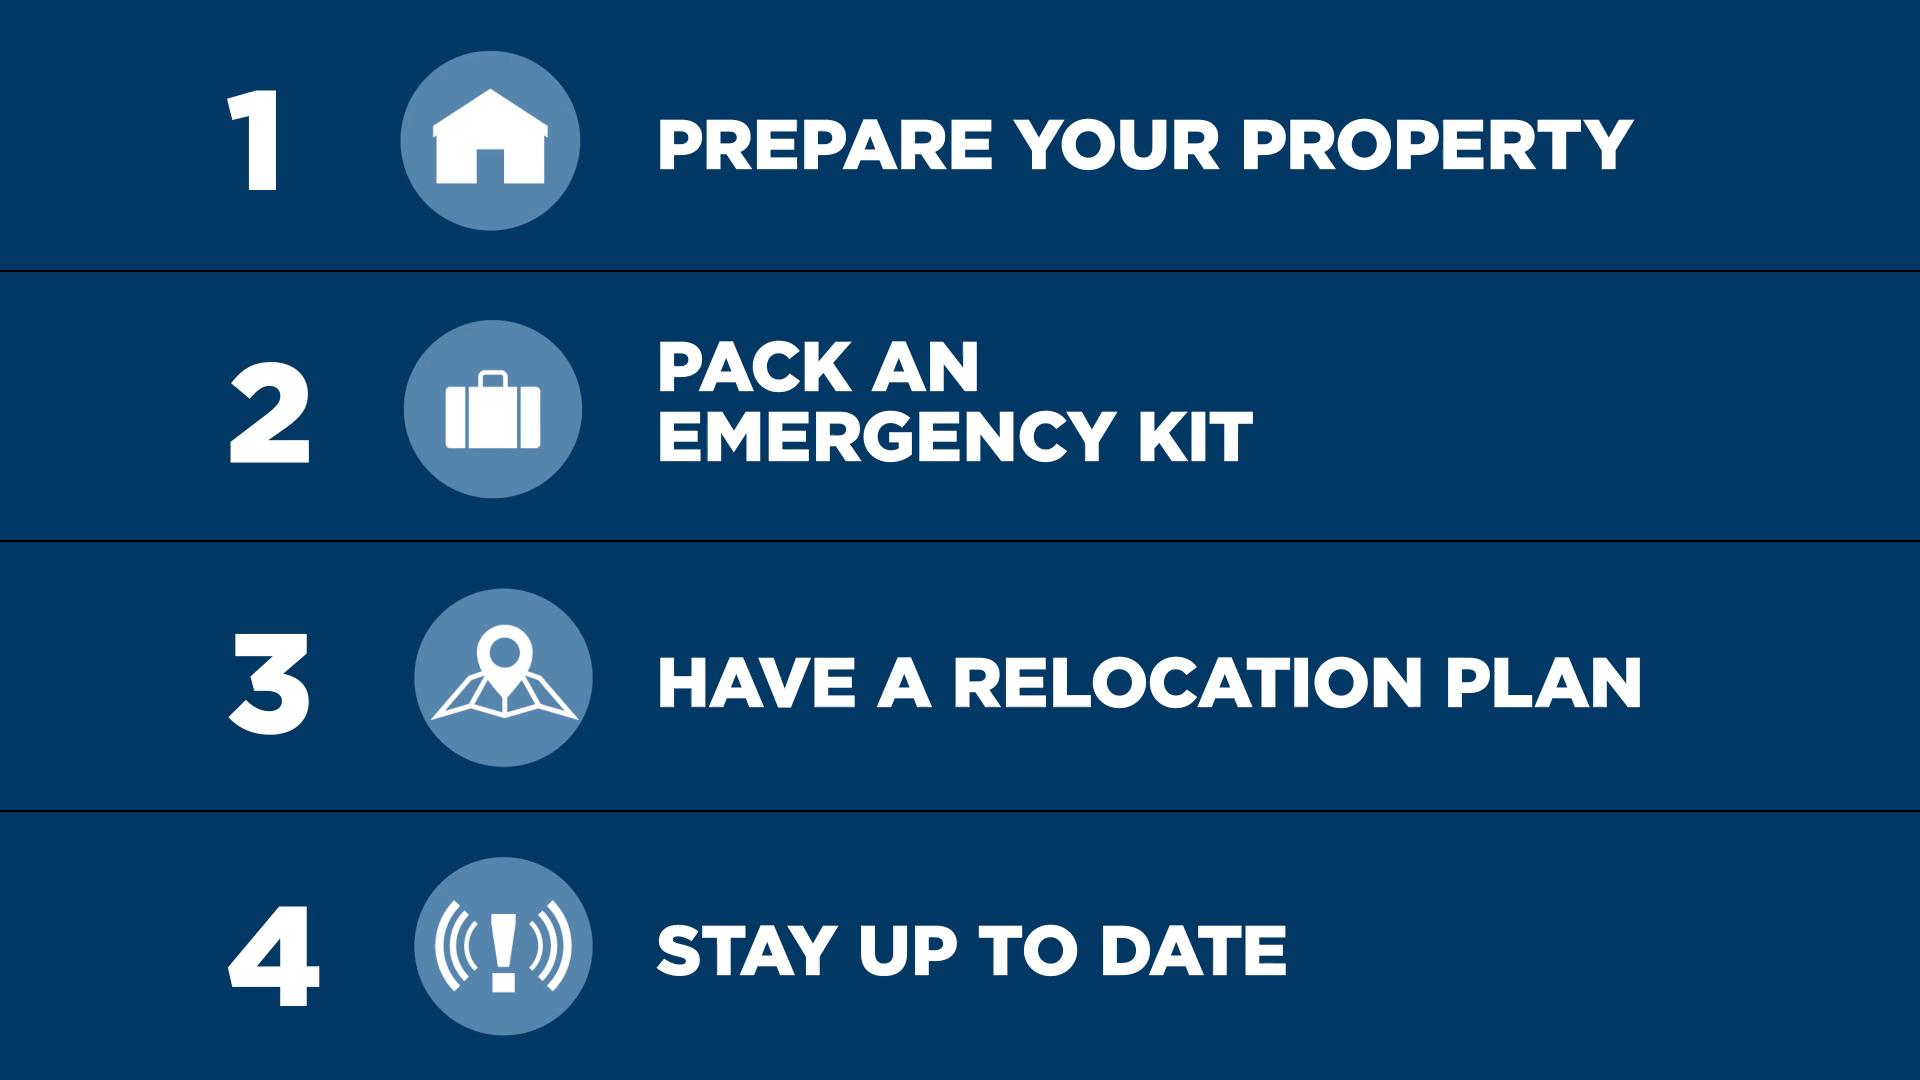 1
PREPARE YOUR PROPERTY
2
PACK AN
EMERGENCY KIT
3
HAVE A RELOCATION PLAN
4
STAY UP TO DATE